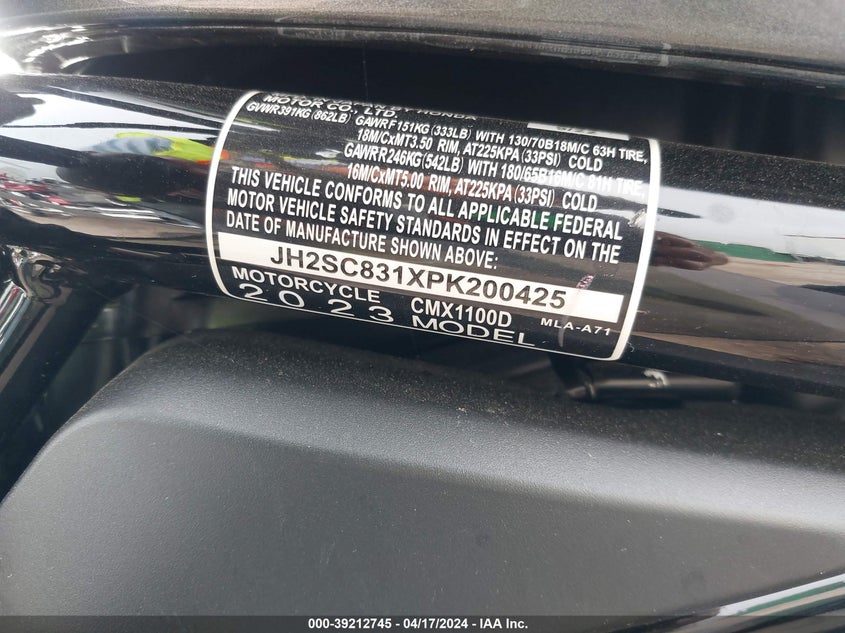 MOTOR CO., LTD.
GVWR391KG (862LB) GAWRF151KG (333LB) WITH 130/70B18M/C 63H TIRE,
18M/CxMT3.50 RIM, AT225KPA (33PSI) COLD
GAWRR246KG (542LB) WITH 180/65B16M/C 81H TIRE,
16M/CxMT5.00 RIM, AT225KPA (33PSI) COLD
THIS VEHICLE CONFORMS TO ALL APPLICABLE FEDERAL
MOTOR VEHICLE SAFETY STANDARDS IN EFFECT ON THE
DATE OF MANUFACTURE SHOWN ABOVE:
JH2SC831XPK200425
MOTORCYCLE CMX1100D MLA-A71
2023 MODEL
000-39212745 | 04/17/2024 | © IAA Inc.